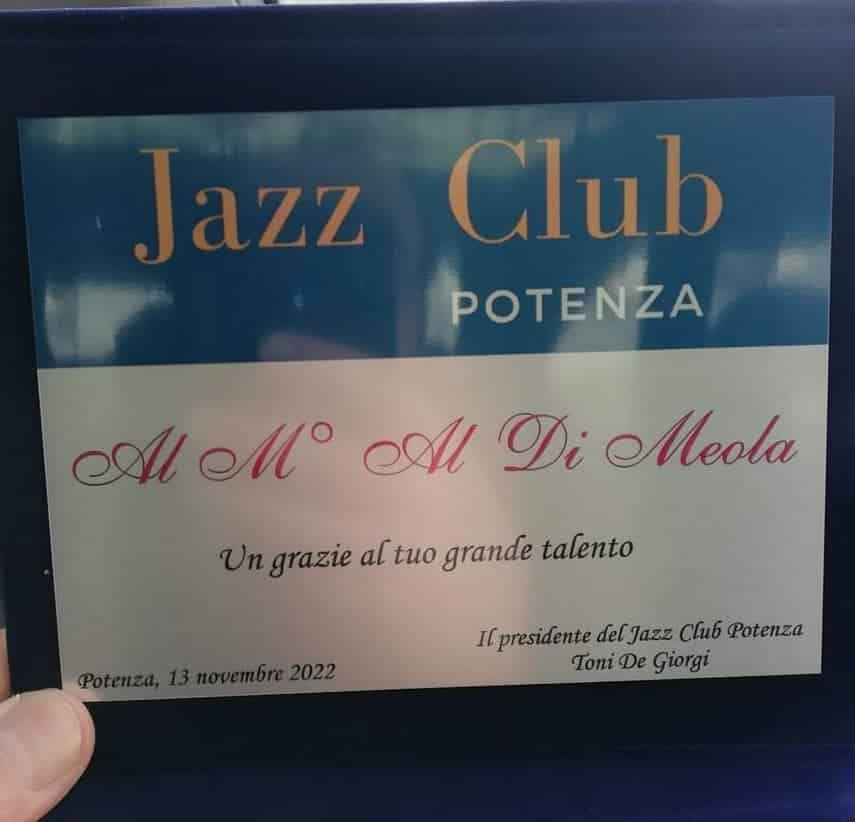 Jazz Club
POTENZA
Al M° Al Di Meola
Un grazie al tuo grande talento
Il presidente del Jazz Club Potenza
Toni De Giorgi
Potenza, 13 novembre 2022